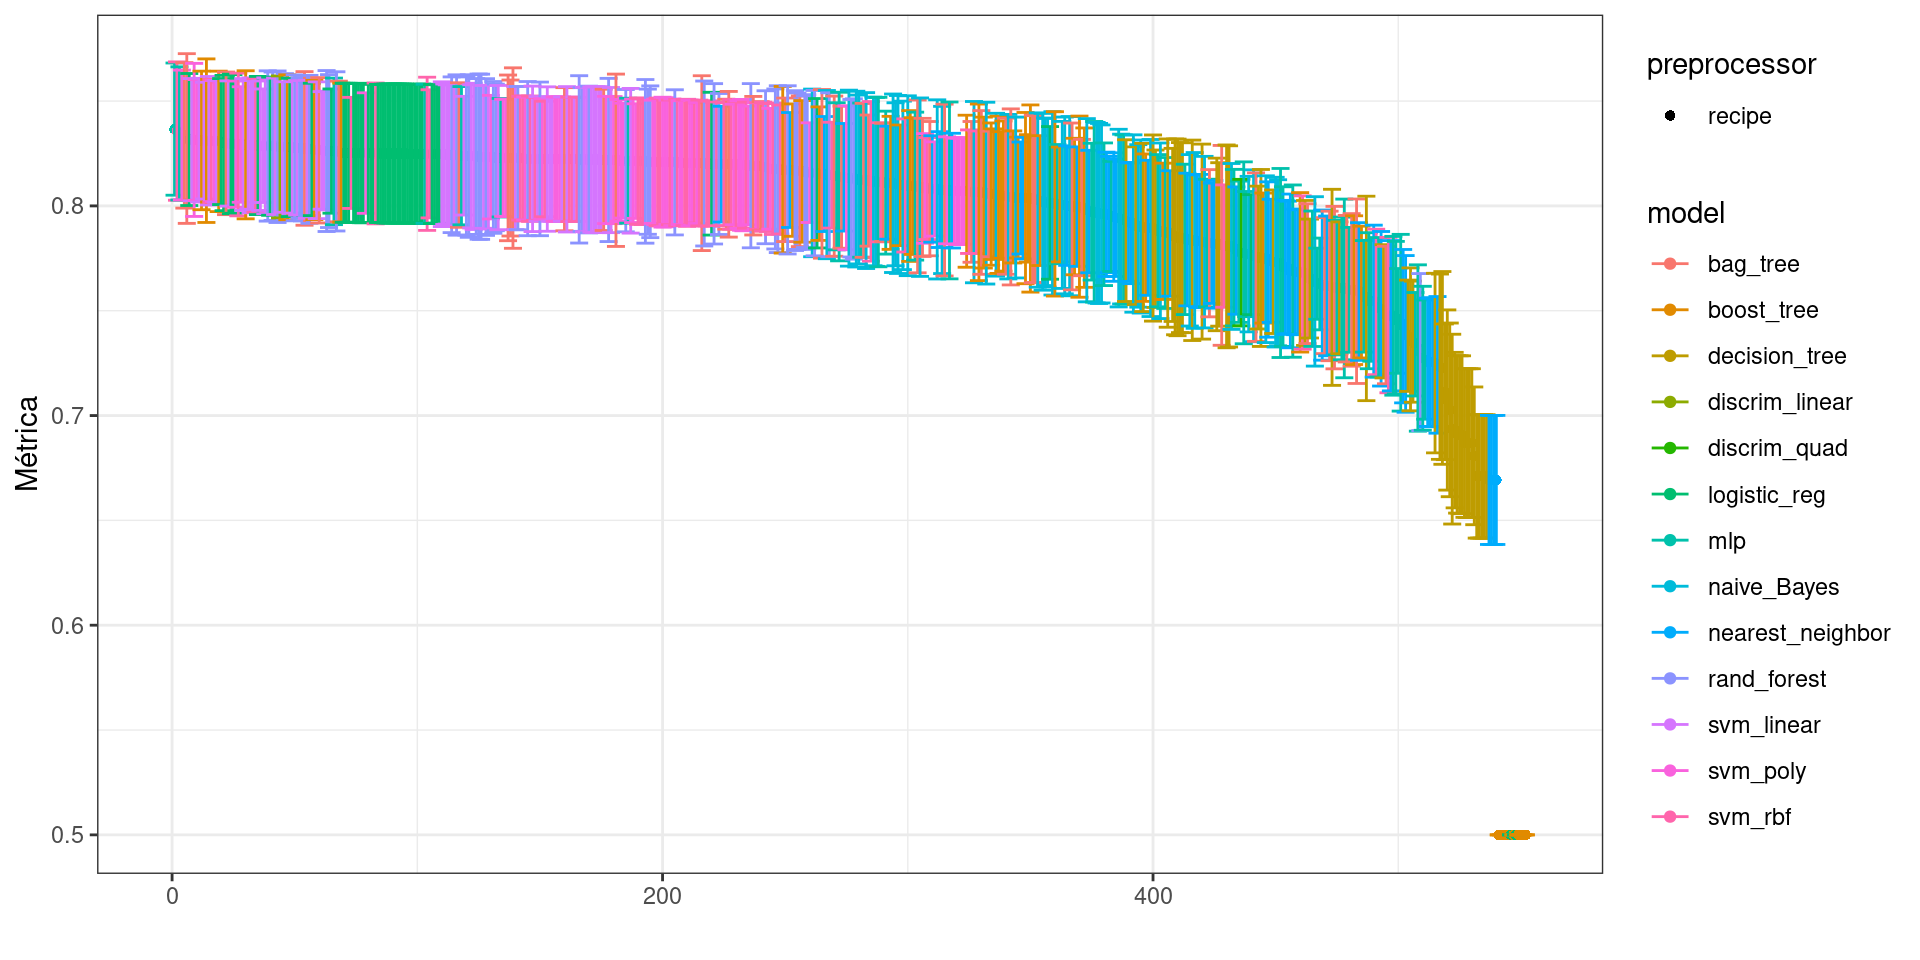 Métrica
0.8
0.7
0.6
0.5
0
200
400
preprocessor
recipe
model
bag_tree
boost_tree
decision_tree
discrim_linear
discrim_quad
logistic_reg
mlp
naive_Bayes
nearest_neighbor
rand_forest
svm_linear
svm_poly
svm_rbf